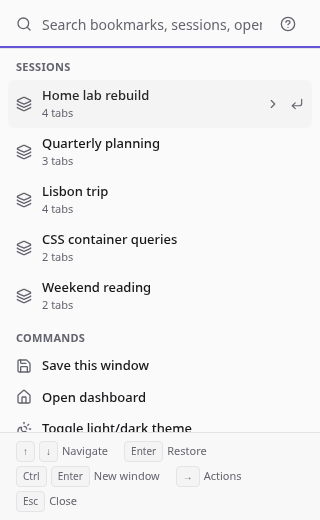 Search bookmarks, sessions, open
SESSIONS
Home lab rebuild
4 tabs
Quarterly planning
3 tabs
Lisbon trip
4 tabs
CSS container queries
2 tabs
Weekend reading
2 tabs
COMMANDS
Save this window
Open dashboard
Toggle light/dark theme
↑ ↓ Navigate Enter Restore
Ctrl Enter New window → Actions
Esc Close